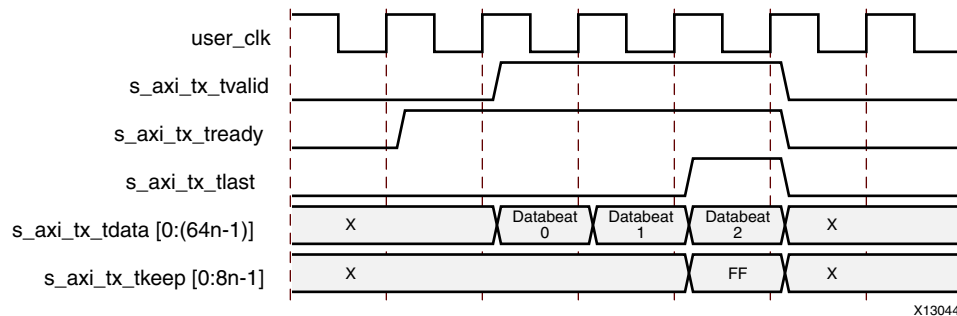 user_clk
s_axi_tx_tvalid
s_axi_tx_tready
s_axi_tx_tlast
s_axi_tx_tdata [0:(64n-1)]
X
Databeat
0
Databeat
1
Databeat
2
X
s_axi_tx_tkeep [0:8n-1]
X
FF
X
X13044